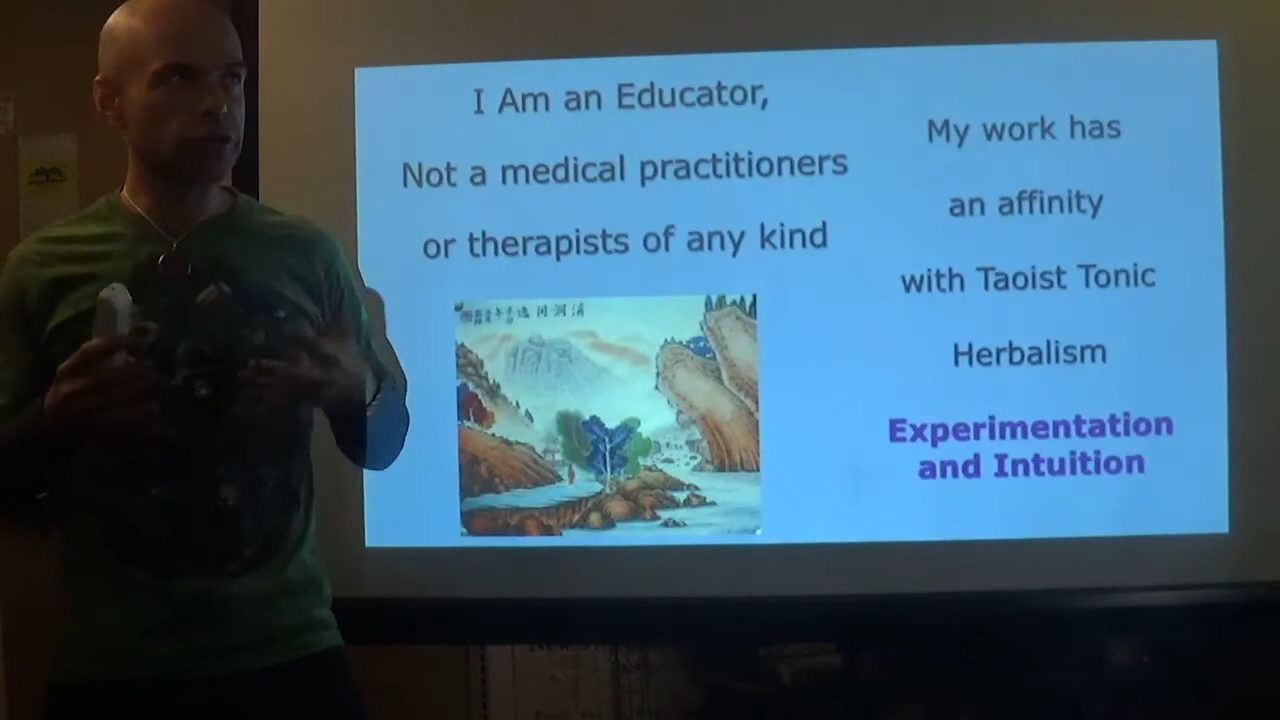 I Am an Educator,
Not a medical practitioners
or therapists of any kind
My work has
an affinity
with Taoist Tonic
Herbalism
Experimentation
and Intuition